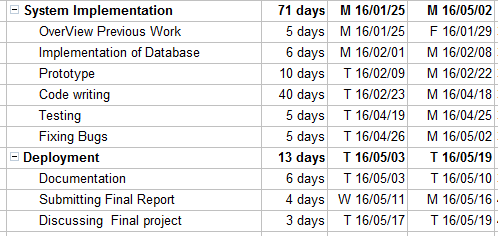 System Implementation 71 days M 16/01/25 M 16/05/02
OverView Previous Work 5 days M 16/01/25 F 16/01/29
Implementation of Database 6 days M 16/02/01 M 16/02/08
Prototype 10 days T 16/02/09 M 16/02/22
Code writing 40 days T 16/02/23 M 16/04/18
Testing 5 days T 16/04/19 M 16/04/25
Fixing Bugs 5 days T 16/04/26 M 16/05/02
Deployment 13 days T 16/05/03 T 16/05/19
Documentation 6 days T 16/05/03 T 16/05/10
Submitting Final Report 4 days W 16/05/11 M 16/05/16
Discussing Final project 3 days T 16/05/17 T 16/05/19